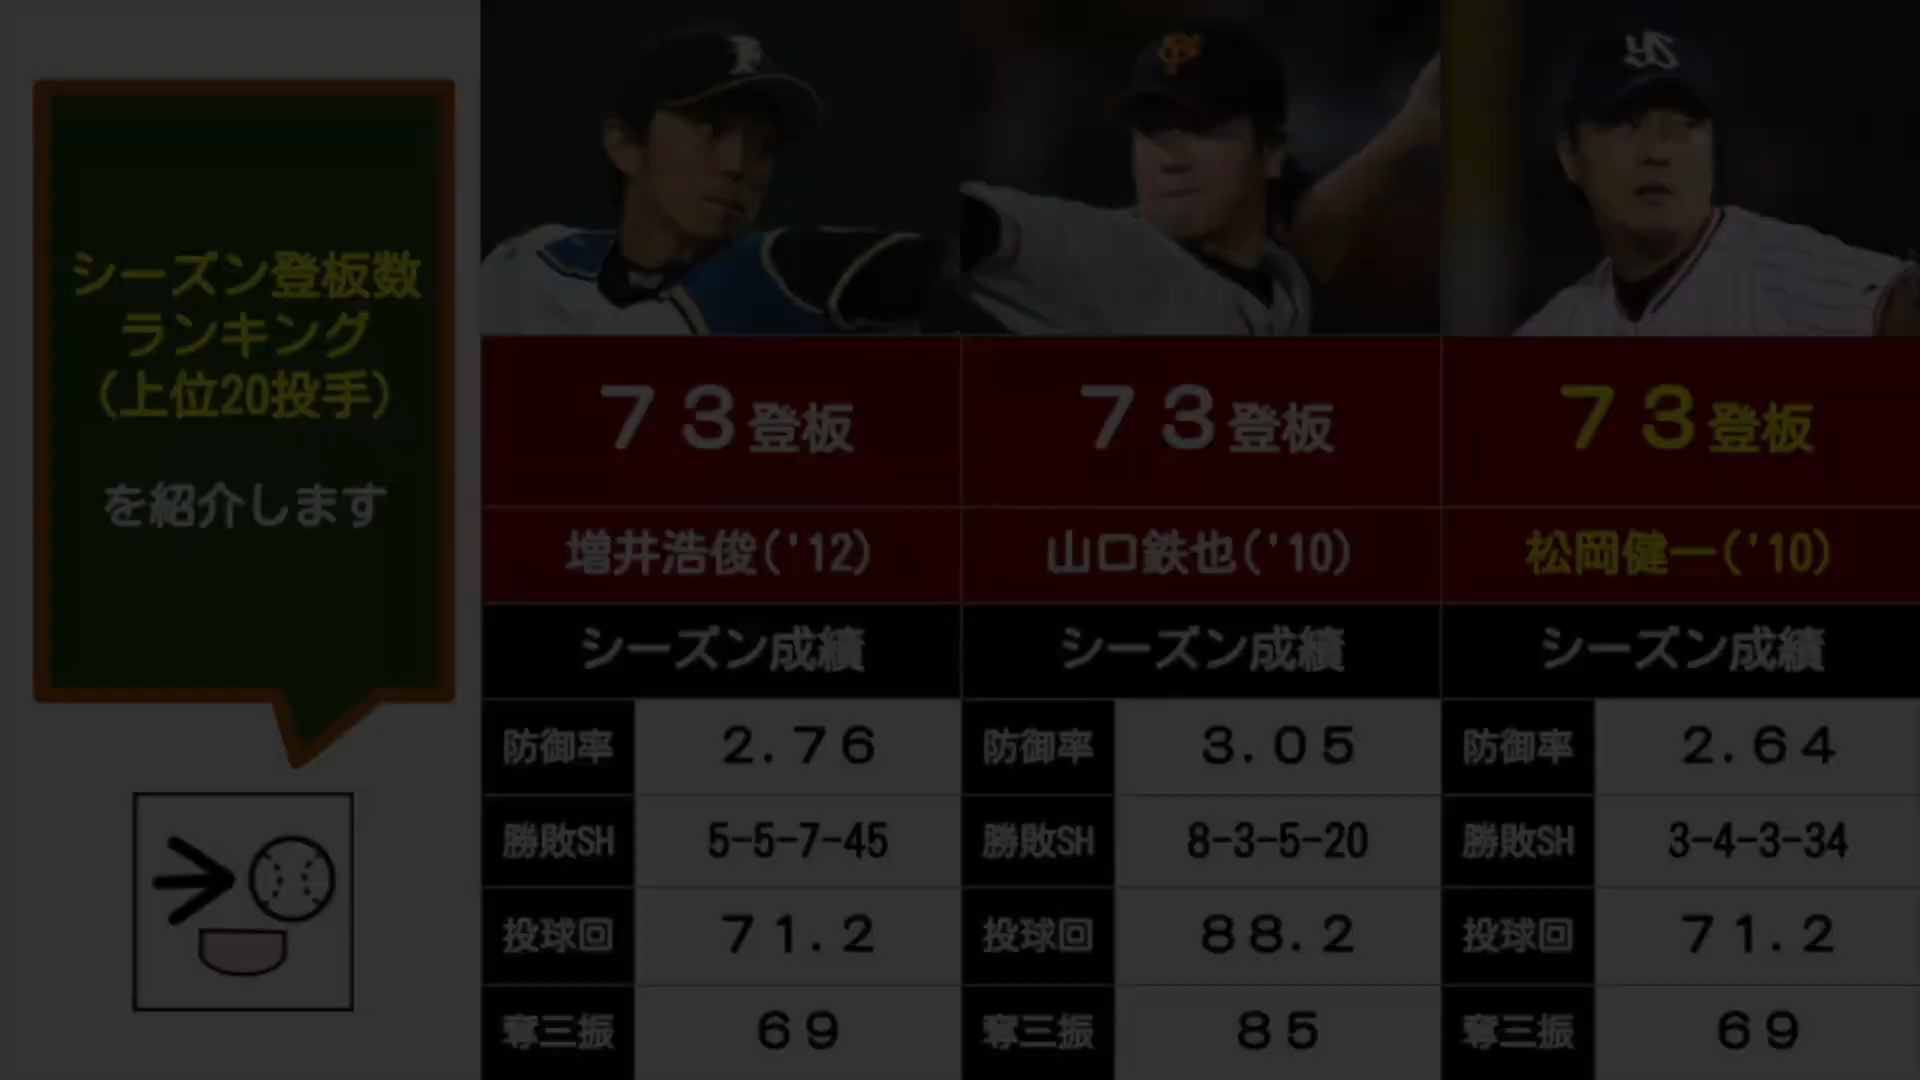 シーズン登板数
ランキング
（上位20投手）
を紹介します
７３登板
増井浩俊('12)
シーズン成績
防御率 ２.７６
勝敗SH 5-5-7-45
投球回 ７１.２
奪三振 ６９
７３登板
山口鉄也('10)
シーズン成績
防御率 ３.０５
勝敗SH 8-3-5-20
投球回 ８８.２
奪三振 ８５
７３登板
松岡健一('10)
シーズン成績
防御率 ２.６４
勝敗SH 3-4-3-34
投球回 ７１.２
奪三振 ６９